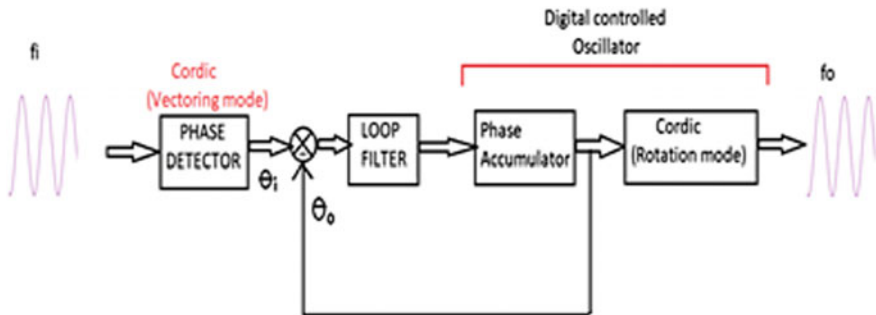 Digital controlled
Oscillator
fi
fo
Cordic
(Vectoring mode)
PHASE
DETECTOR
LOOP
FILTER
Phase
Accumulator
Cordic
(Rotation mode)
θi
θo